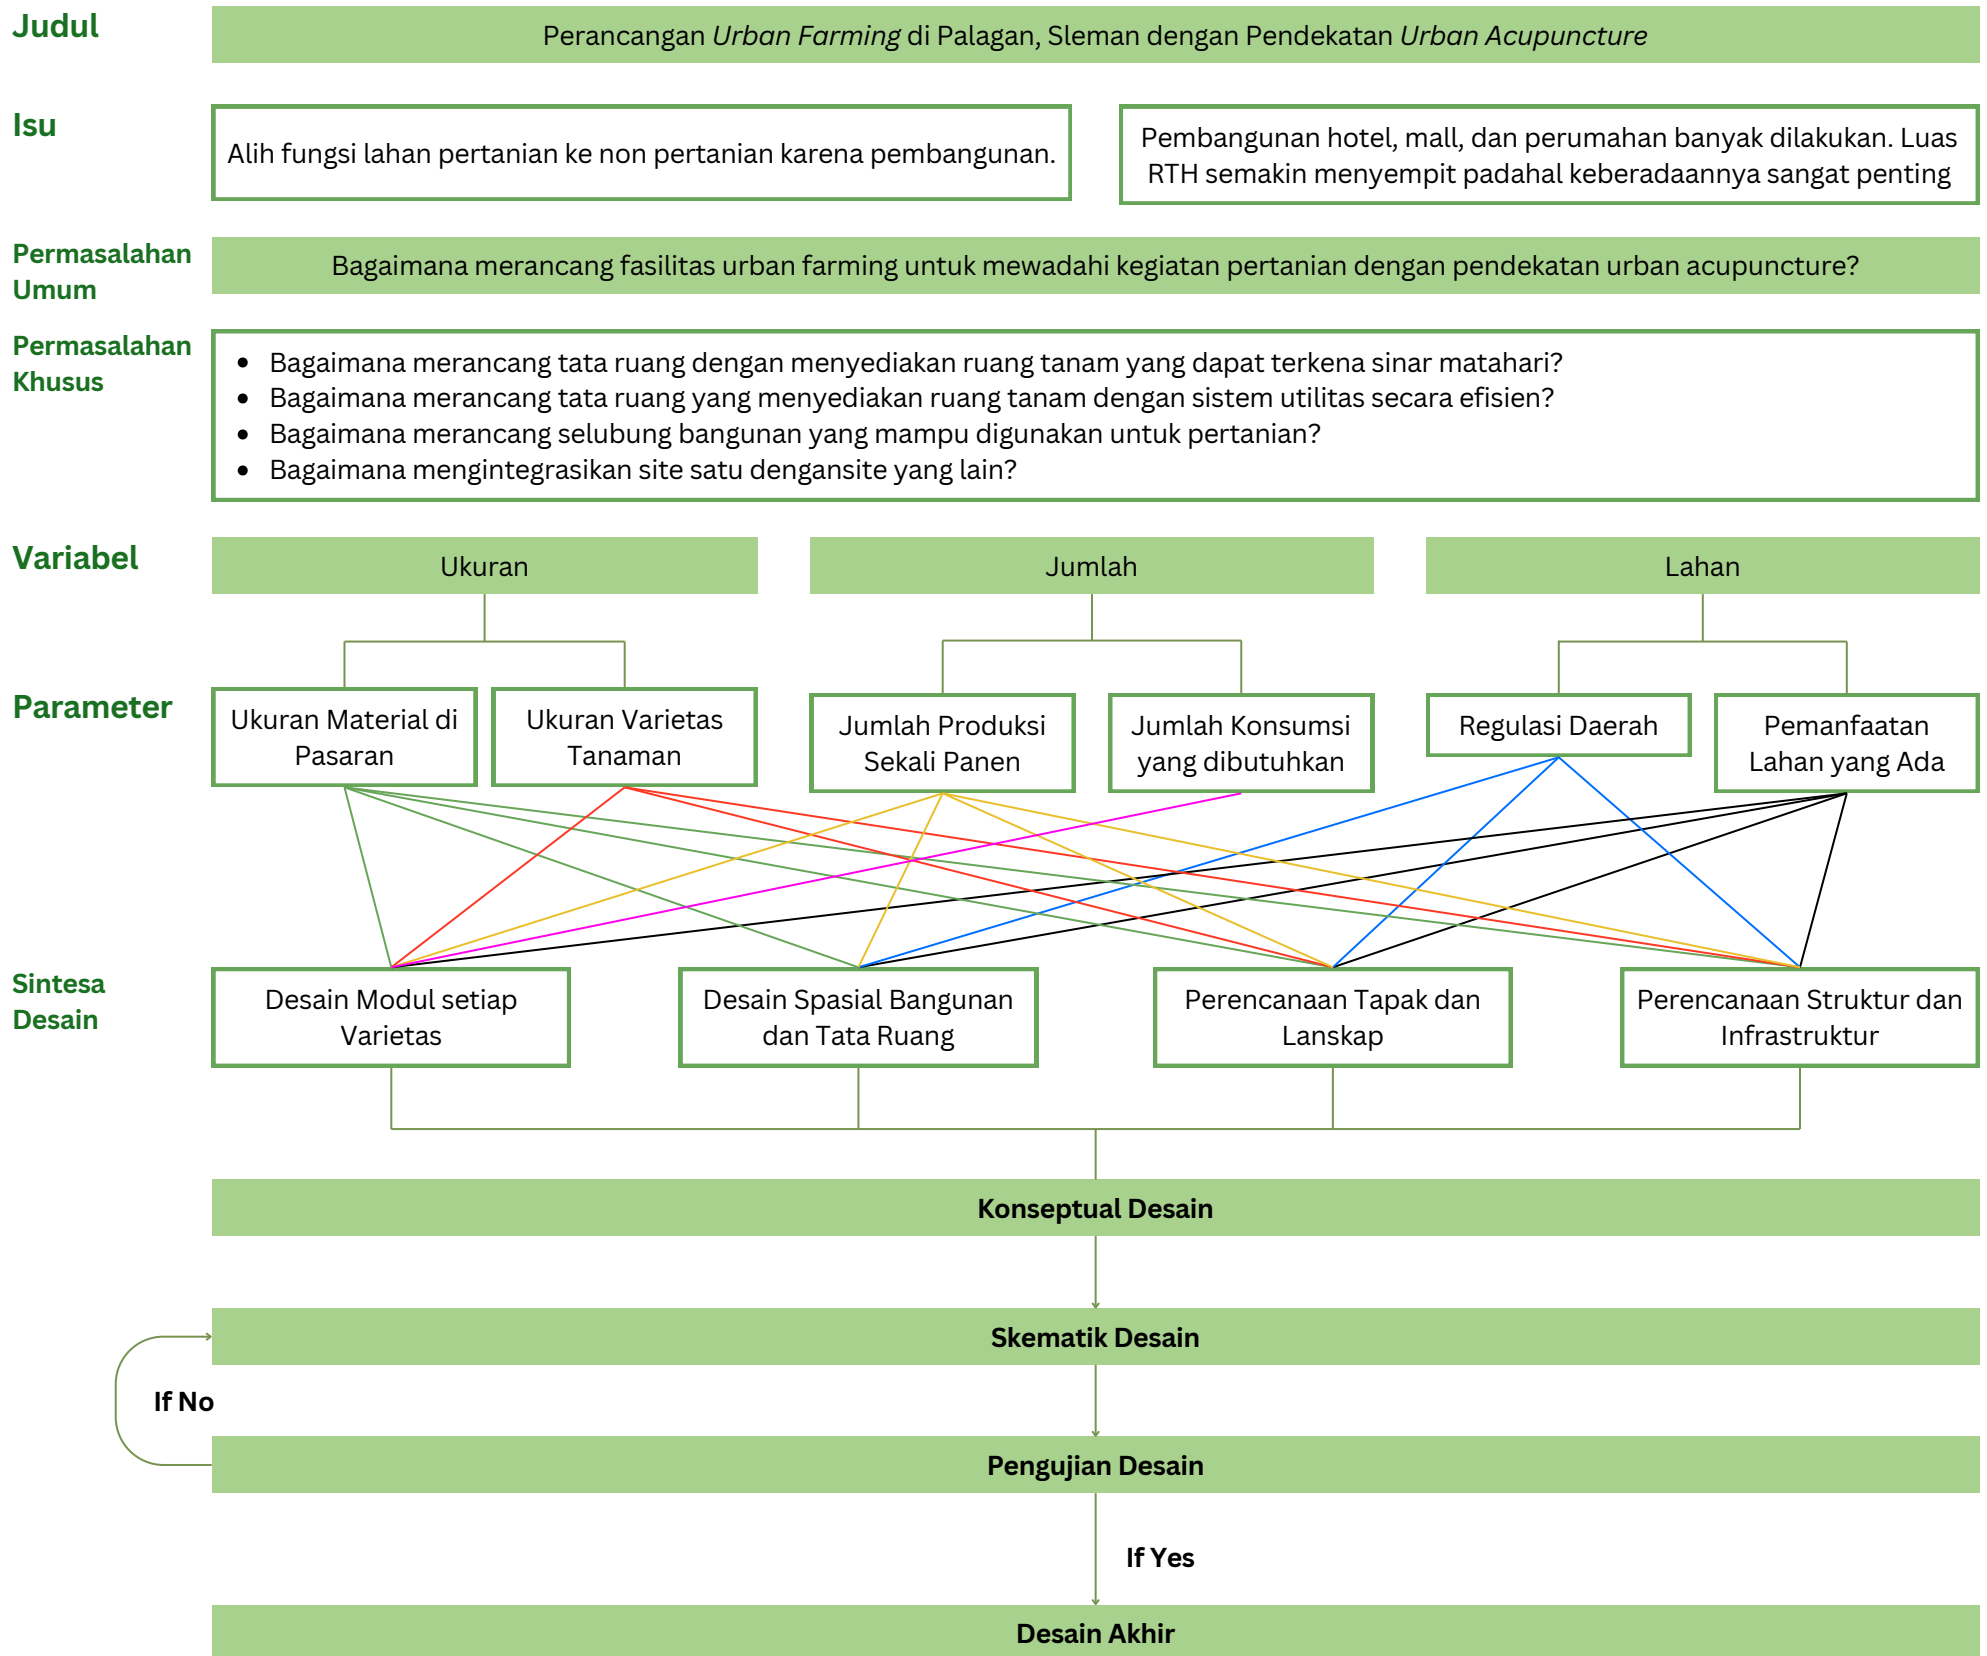 Judul
Perancangan Urban Farming di Palagan, Sleman dengan Pendekatan Urban Acupuncture
Isu
Alih fungsi lahan pertanian ke non pertanian karena pembangunan.
Pembangunan hotel, mall, dan perumahan banyak dilakukan. Luas
RTH semakin menyempit padahal keberadaannya sangat penting
Permasalahan
Umum
Bagaimana merancang fasilitas urban farming untuk mewadahi kegiatan pertanian dengan pendekatan urban acupuncture?
Permasalahan
Khusus
• Bagaimana merancang tata ruang dengan menyediakan ruang tanam yang dapat terkena sinar matahari?
• Bagaimana merancang tata ruang yang menyediakan ruang tanam dengan sistem utilitas secara efisien?
• Bagaimana merancang selubung bangunan yang mampu digunakan untuk pertanian?
• Bagaimana mengintegrasikan site satu dengansite yang lain?
Variabel
Ukuran
Jumlah
Lahan
Parameter
Ukuran Material di
Pasaran
Ukuran Varietas
Tanaman
Jumlah Produksi
Sekali Panen
Jumlah Konsumsi
yang dibutuhkan
Regulasi Daerah
Pemanfaatan
Lahan yang Ada
Sintesa
Desain
Desain Modul setiap
Varietas
Desain Spasial Bangunan
dan Tata Ruang
Perencanaan Tapak dan
Lanskap
Perencanaan Struktur dan
Infrastruktur
Konseptual Desain
Skematik Desain
If No
Pengujian Desain
If Yes
Desain Akhir